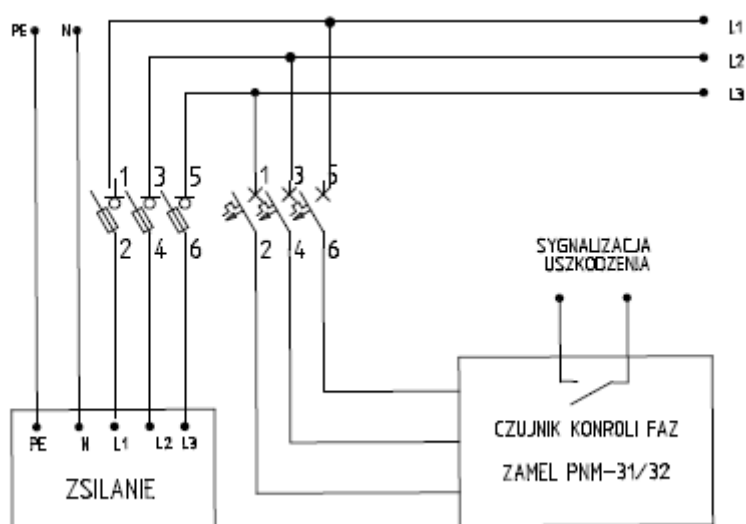 PE N L1
L2
L3
1 3 5 1 3 5
2 4 6 2 4 6
SYGNALIZACJA
USZKODZENIA
PE N L1 L2 L3
ZSILANIE
CZUJNIK KONROLI FAZ
ZAMEL PNM-31/32